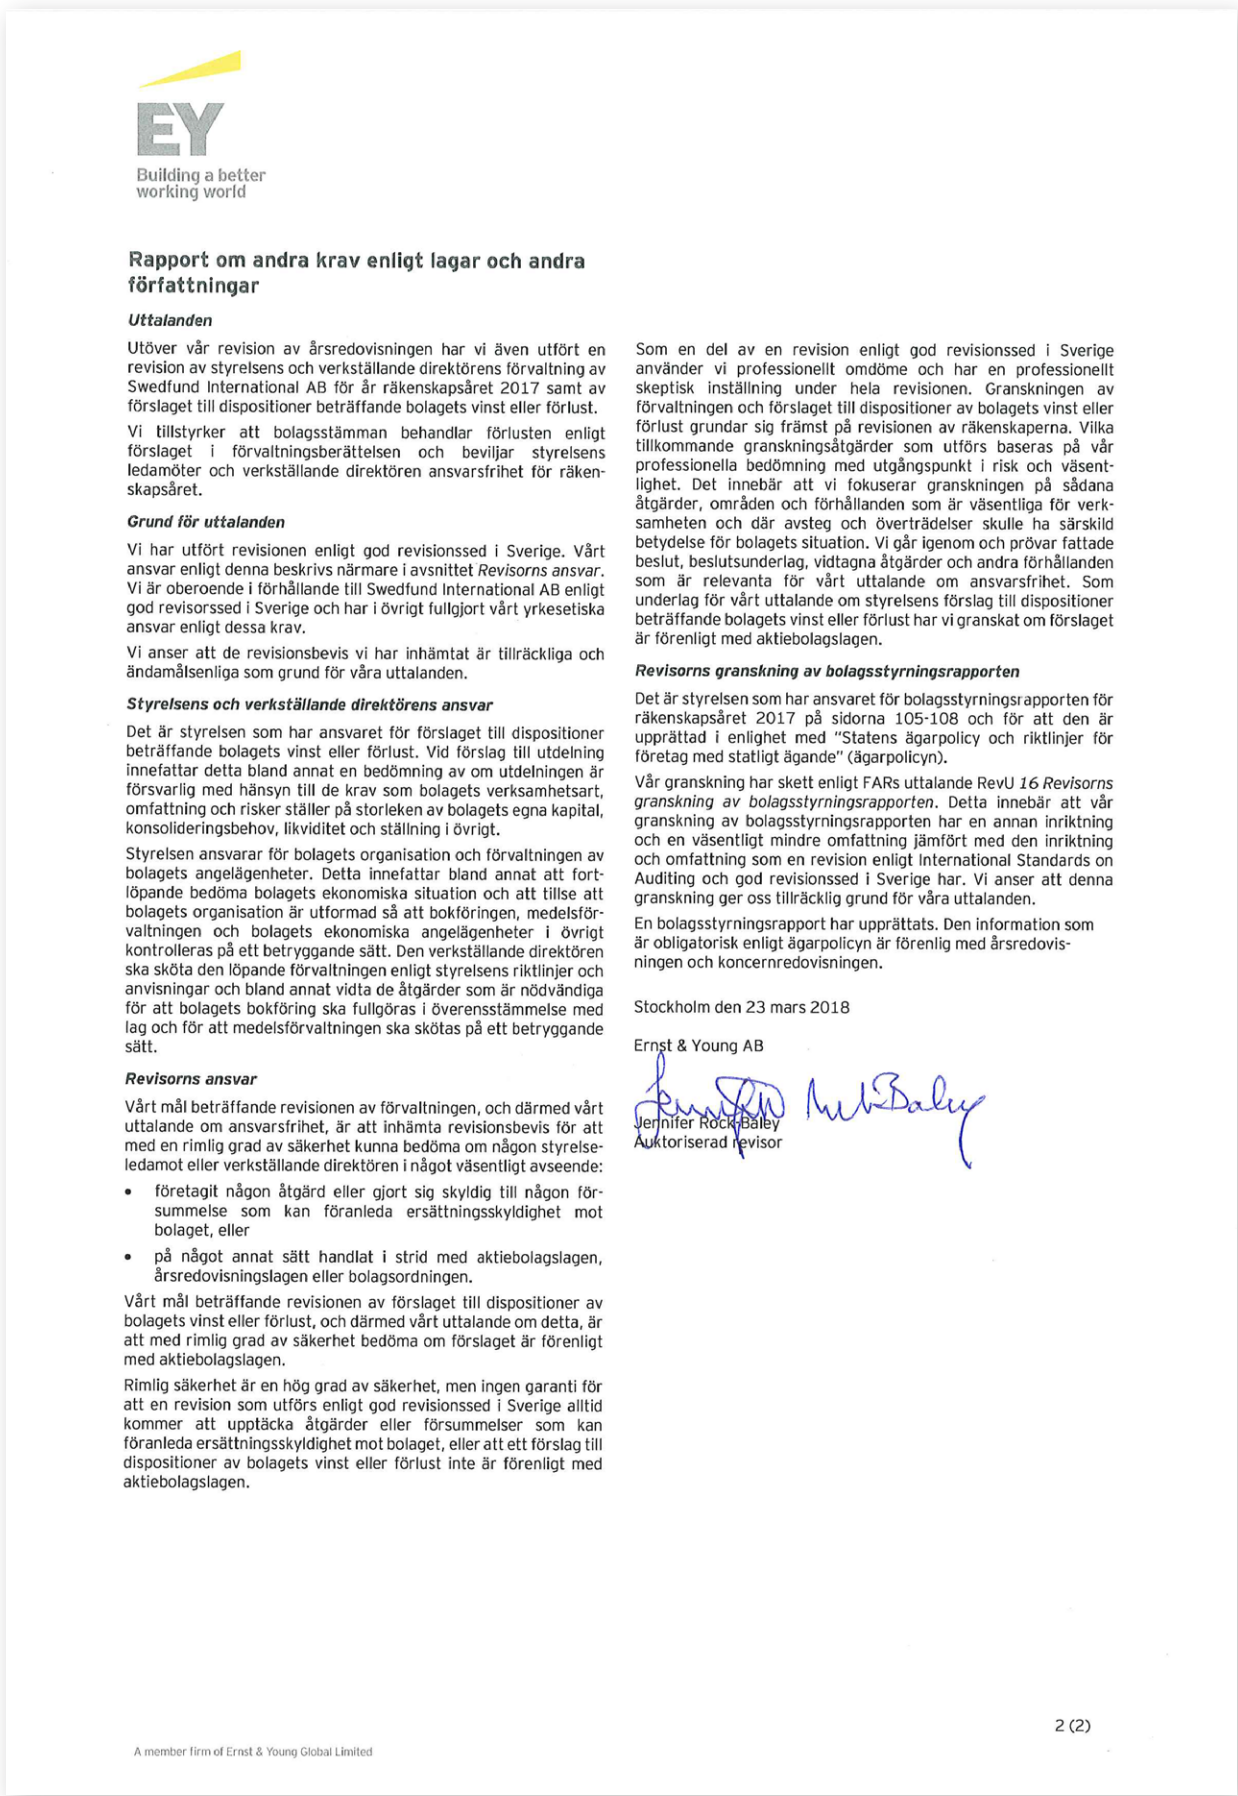 EY
Building a better
working world
Rapport om andra krav enligt lagar och andra
författningar
Uttalanden
Utöver vår revision av årsredovisningen har vi även utfört en
revision av styrelsens och verkställande direktörens förvaltning av
Swedfund International AB för år räkenskapsåret 2017 samt av
förslaget till dispositioner beträffande bolagets vinst eller förlust.
Vi tillstyrker att bolagsstämman behandlar förlusten enligt
förslaget i förvaltningsberättelsen och beviljar styrelsens
ledamöter och verkställande direktören ansvarsfrihet för räken-
skapsåret.
Grund för uttalanden
Vi har utfört revisionen enligt god revisionssed i Sverige. Vårt
ansvar enligt denna beskrivs närmare i avsnittet Revisorns ansvar.
Vi är oberoende i förhållande till Swedfund International AB enligt
god revisorssed i Sverige och har i övrigt fullgjort vårt yrkesetiska
ansvar enligt dessa krav.
Vi anser att de revisionsbevis vi har inhämtat är tillräckliga och
ändamålsenliga som grund för våra uttalanden.
Styrelsens och verkställande direktörens ansvar
Det är styrelsen som har ansvaret för förslaget till dispositioner
beträffande bolagets vinst eller förlust. Vid förslag till utdelning
innefattar detta bland annat en bedömning av om utdelningen är
försvarlig med hänsyn till de krav som bolagets verksamhetsart,
omfattning och risker ställer på storleken av bolagets egna kapital,
konsolideringsbehov, likviditet och ställning i övrigt.
Styrelsen ansvarar för bolagets organisation och förvaltningen av
bolagets angelägenheter. Detta innefattar bland annat att fort-
löpande bedöma bolagets ekonomiska situation och att tillse att
bolagets organisation är utformad så att bokföringen, medelsför-
valtningen och bolagets ekonomiska angelägenheter i övrigt
kontrolleras på ett betryggande sätt. Den verkställande direktören
ska sköta den löpande förvaltningen enligt styrelsens riktlinjer och
anvisningar och bland annat vidta de åtgärder som är nödvändiga
för att bolagets bokföring ska fullgöras i överensstämmelse med
lag och för att medelsförvaltningen ska skötas på ett betryggande
sätt.
Revisorns ansvar
Vårt mål beträffande revisionen av förvaltningen, och därmed vårt
uttalande om ansvarsfrihet, är att inhämta revisionsbevis för att
med en rimlig grad av säkerhet kunna bedöma om någon styrelse-
ledamot eller verkställande direktören i något väsentligt avseende:
• företagit någon åtgärd eller gjort sig skyldig till någon för-
summelse som kan föranleda ersättningsskyldighet mot
bolaget, eller
• på något annat sätt handlat i strid med aktiebolagslagen,
årsredovisningslagen eller bolagsordningen.
Vårt mål beträffande revisionen av förslaget till dispositioner av
bolagets vinst eller förlust, och därmed vårt uttalande om detta, är
att med rimlig grad av säkerhet bedöma om förslaget är förenligt
med aktiebolagslagen.
Rimlig säkerhet är en hög grad av säkerhet, men ingen garanti för
att en revision som utförs enligt god revisionssed i Sverige alltid
kommer att upptäcka åtgärder eller försummelser som kan
föranleda ersättningsskyldighet mot bolaget, eller att ett förslag till
dispositioner av bolagets vinst eller förlust inte är förenligt med
aktiebolagslagen.
Som en del av en revision enligt god revisionssed i Sverige
använder vi professionellt omdöme och har en professionellt
skeptisk inställning under hela revisionen. Granskningen av
förvaltningen och förslaget till dispositioner av bolagets vinst eller
förlust grundar sig främst på revisionen av räkenskaperna. Vilka
tillkommande granskningsåtgärder som utförs baseras på vår
professionella bedömning med utgångspunkt i risk och väsent-
lighet. Det innebär att vi fokuserar granskningen på sådana
åtgärder, områden och förhållanden som är väsentliga för verk-
samheten och där avsteg och överträdelser skulle ha särskild
betydelse för bolagets situation. Vi går igenom och prövar fattade
beslut, beslutsunderlag, vidtagna åtgärder och andra förhållanden
som är relevanta för vårt uttalande om ansvarsfrihet. Som
underlag för vårt uttalande om styrelsens förslag till dispositioner
beträffande bolagets vinst eller förlust har vi granskat om förslaget
är förenligt med aktiebolagslagen.
Revisorns granskning av bolagsstyrningsrapporten
Det är styrelsen som har ansvaret för bolagsstyrningsrapporten för
räkenskapsåret 2017 på sidorna 105-108 och för att den är
upprättad i enlighet med "Statens ägarpolicy och riktlinjer för
företag med statligt ägande" (ägarpolicyn).
Vår granskning har skett enligt FARs uttalande RevU 16 Revisorns
granskning av bolagsstyrningsrapporten. Detta innebär att vår
granskning av bolagsstyrningsrapporten har en annan inriktning
och en väsentligt mindre omfattning jämfört med den inriktning
och omfattning som en revision enligt International Standards on
Auditing och god revisionssed i Sverige har. Vi anser att denna
granskning ger oss tillräcklig grund för våra uttalanden.
En bolagsstyrningsrapport har upprättats. Den information som
är obligatorisk enligt ägarpolicyn är förenlig med årsredovis-
ningen och koncernredovisningen.
Stockholm den 23 mars 2018
Ernst & Young AB
Jennifer Rock-Baley
Auktoriserad revisor
2 (2)
A member firm of Ernst & Young Global Limited